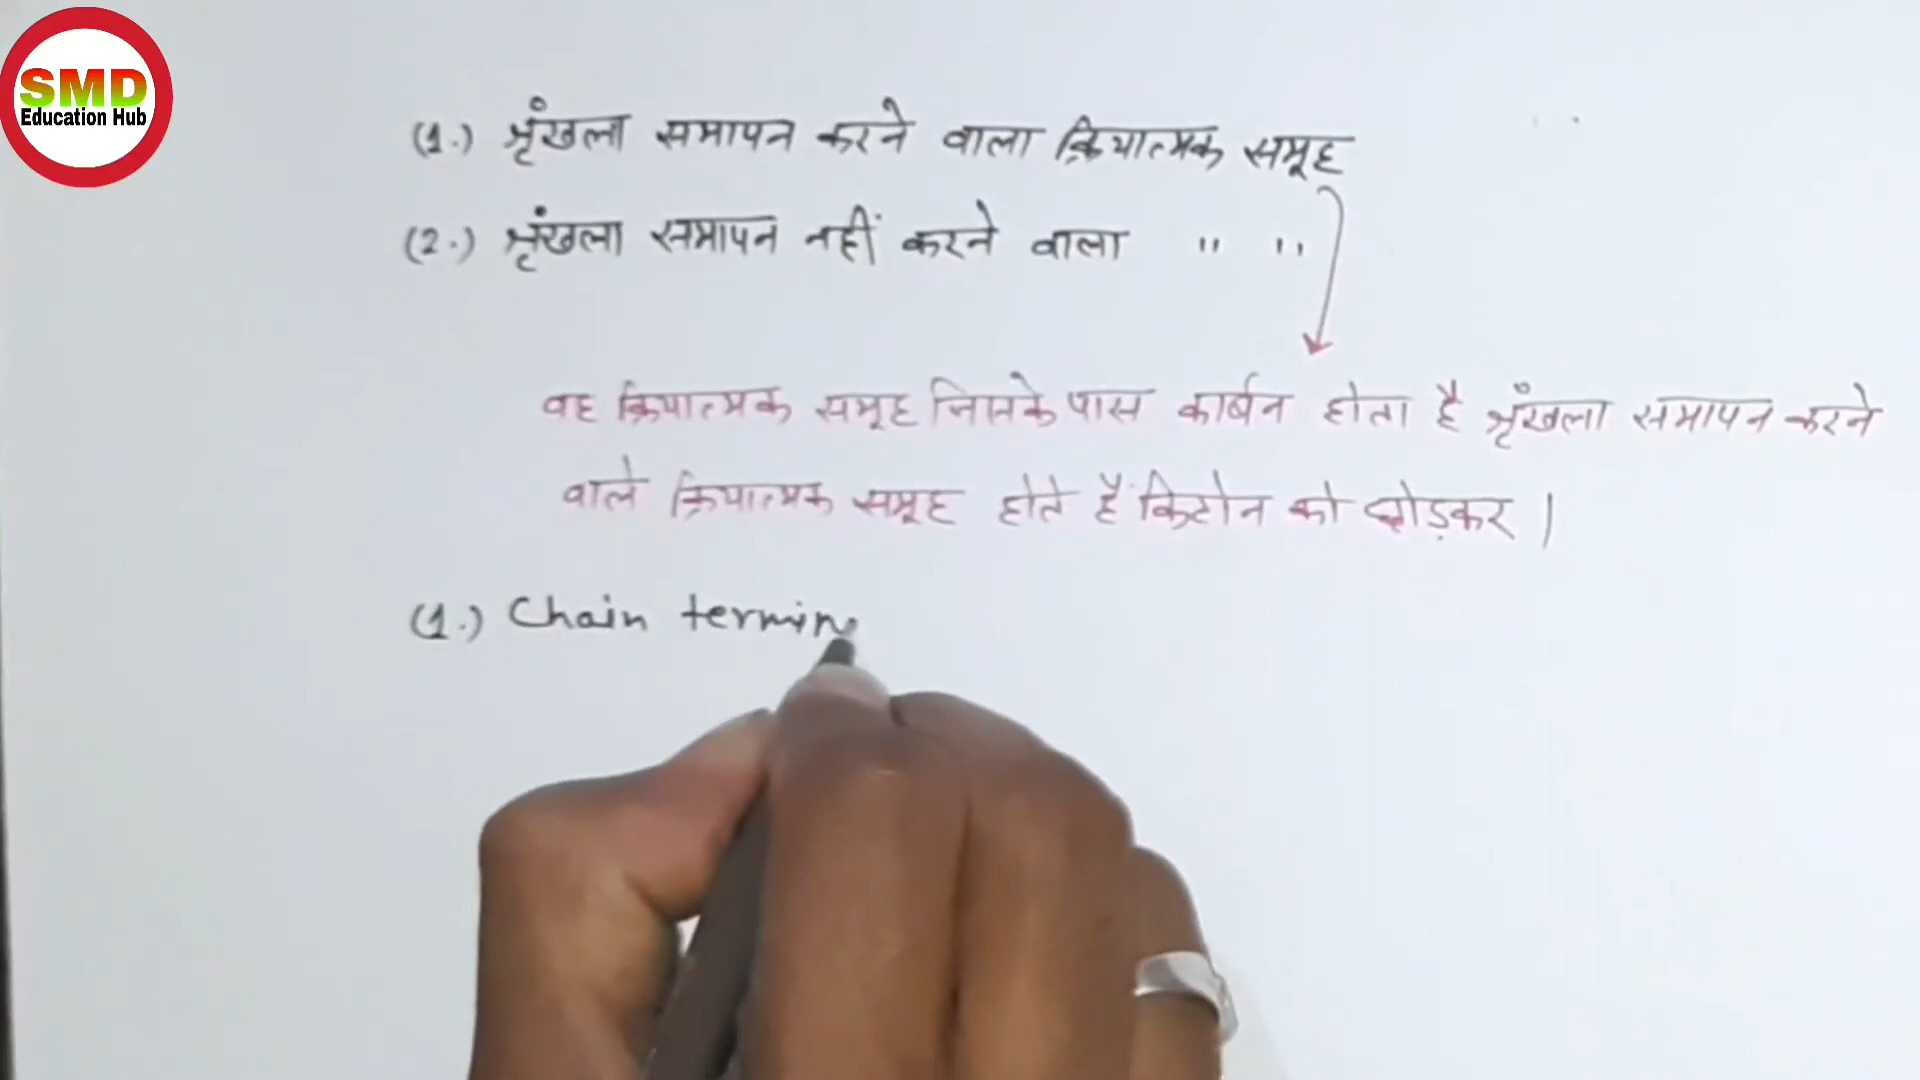 SMD
Education Hub
(1.) श्रृंखला समापन करने वाला क्रियात्मक समूह
(2.) श्रृंखला समापन नहीं करने वाला " "
वह क्रियात्मक समूह जिसके पास कार्बन होता है श्रृंखला समापन करने
वाले क्रियात्मक समूह होते हैं किटोन को छोड़कर ।
(1.) Chain termin